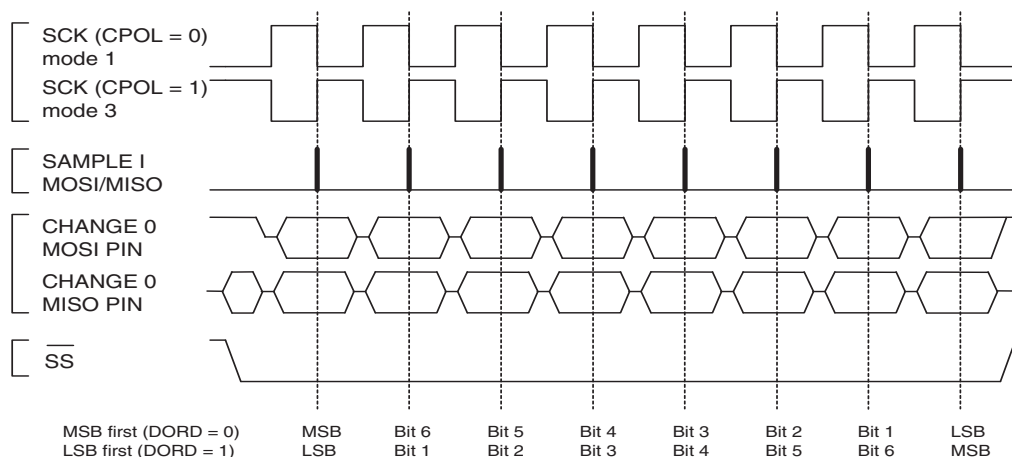 SCK (CPOL = 0)
mode 1
SCK (CPOL = 1)
mode 3
SAMPLE I
MOSI/MISO
CHANGE 0
MOSI PIN
CHANGE 0
MISO PIN
SS
MSB first (DORD = 0) MSB Bit 6 Bit 5 Bit 4 Bit 3 Bit 2 Bit 1 LSB
LSB first (DORD = 1) LSB Bit 1 Bit 2 Bit 3 Bit 4 Bit 5 Bit 6 MSB